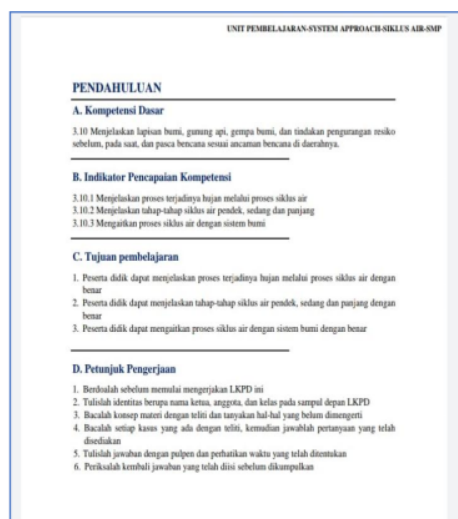 UNIT PEMBELAJARAN-SYSTEM APPROACH-SIKLUS AIR-SMP
PENDAHULUAN
A. Kompetensi Dasar
3.10 Menjelaskan lapisan bumi, gunung api, gempa bumi, dan tindakan pengurangan resiko
sebelum, pada saat, dan pasca bencana sesuai ancaman bencana di daerahnya.
B. Indikator Pencapaian Kompetensi
3.10.1 Menjelaskan proses terjadinya hujan melalui proses siklus air
3.10.2 Menjelaskan tahap-tahap siklus air pendek, sedang dan panjang
3.10.3 Mengaitkan proses siklus air dengan sistem bumi
C. Tujuan pembelajaran
1. Peserta didik dapat menjelaskan proses terjadinya hujan melalui proses siklus air dengan
benar
2. Peserta didik dapat menjelaskan tahap-tahap siklus air pendek, sedang dan panjang dengan
benar
3. Peserta didik dapat mengaitkan proses siklus air dengan sistem bumi dengan benar
D. Petunjuk Pengerjaan
1. Berdoalah sebelum memulai mengerjakan LKPD ini
2. Tulislah identitas berupa nama ketua, anggota, dan kelas pada sampul depan LKPD
3. Bacalah konsep materi dengan teliti dan tanyakan hal-hal yang belum dimengerti
4. Bacalah setiap kasus yang ada dengan teliti, kemudian jawablah pertanyaan yang telah
disediakan
5. Tulislah jawaban dengan pulpen dan perhatikan waktu yang telah ditentukan
6. Periksalah kembali jawaban yang telah diisi sebelum dikumpulkan